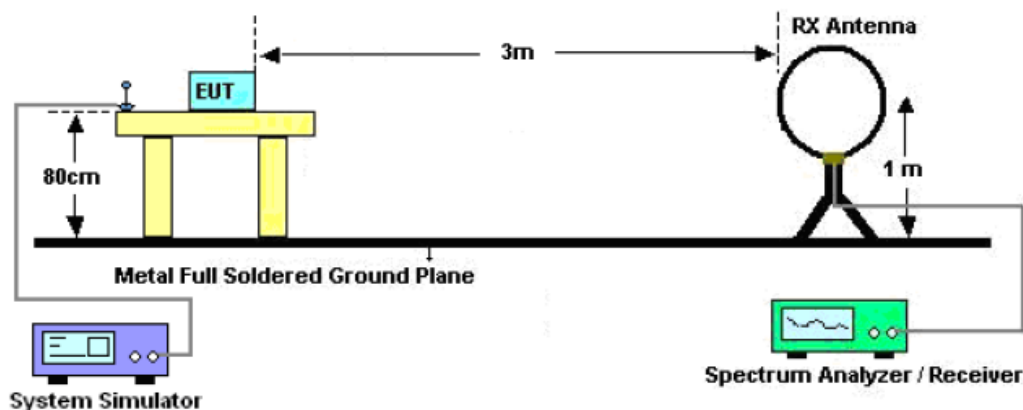 RX Antenna
3m
EUT
80cm
1 m
Metal Full Soldered Ground Plane
System Simulator
Spectrum Analyzer / Receiver